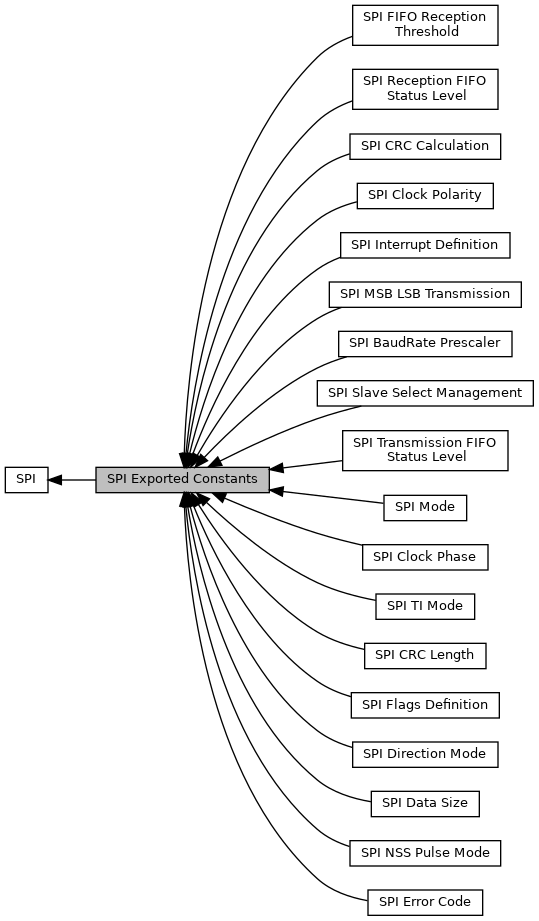 SPI FIFO Reception
Threshold
SPI Reception FIFO
Status Level
SPI CRC Calculation
SPI Clock Polarity
SPI Interrupt Definition
SPI MSB LSB Transmission
SPI BaudRate Prescaler
SPI Slave Select Management
SPI Transmission FIFO
Status Level
SPI
SPI Exported Constants
SPI Mode
SPI Clock Phase
SPI TI Mode
SPI CRC Length
SPI Flags Definition
SPI Direction Mode
SPI Data Size
SPI NSS Pulse Mode
SPI Error Code